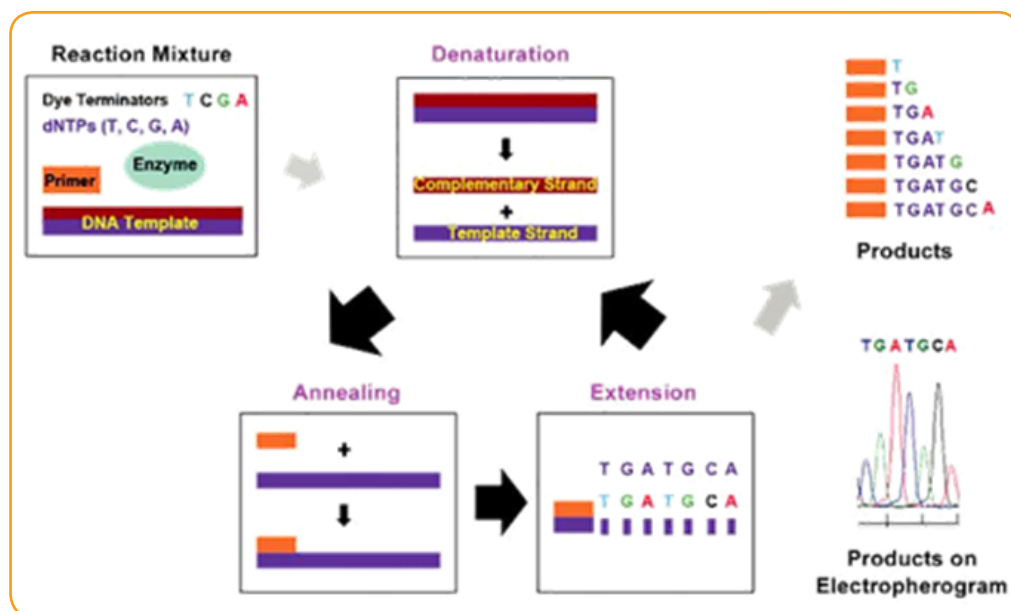 Reaction Mixture
Dye Terminators T C G A
dNTPs (T, C, G, A)
Enzyme
Primer
DNA Template
Denaturation
Complementary Strand
+
Template Strand
Annealing
+
Extension
T G A T G C A
T G A T G C A
T
TG
TGA
TGAT
TGATG
TGATGC
TGATGCA
Products
TGATGCA
Products on
Electropherogram